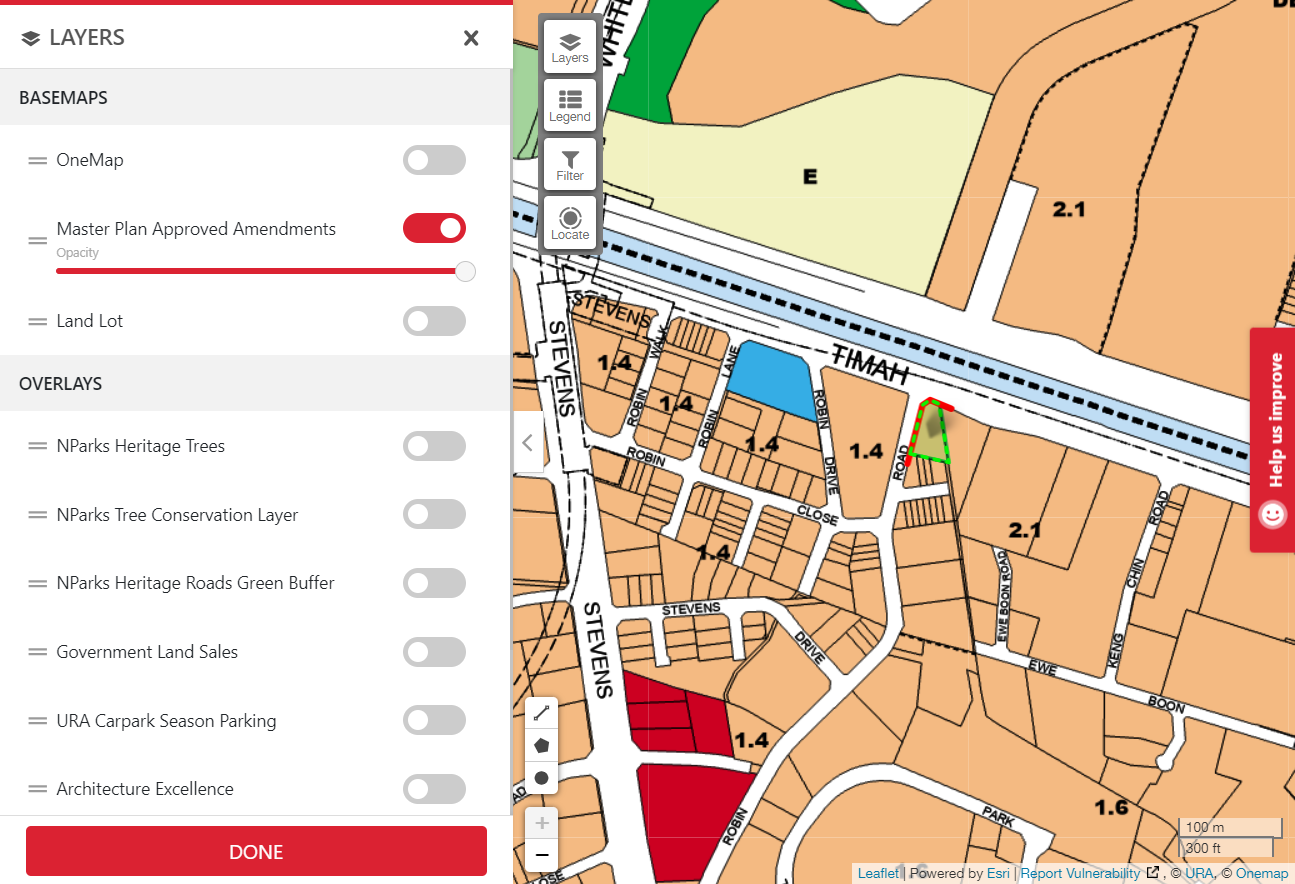 LAYERS
BASEMAPS
OneMap
Master Plan Approved Amendments
Opacity
Land Lot
OVERLAYS
NParks Heritage Trees
NParks Tree Conservation Layer
NParks Heritage Roads Green Buffer
Government Land Sales
URA Carpark Season Parking
Architecture Excellence
DONE
Layers
Legend
Filter
Locate
E
2.1
STEVENS
TIMAH
STEVENS
1.4
WALK
ROBIN
1.4
LANE
ROBIN
1.4
ROBIN
DRIVE
1.4
ROAD
ROBIN
CLOSE
1.4
2.1
ROAD
CHIN
KENG
EWE BOON ROAD
STEVENS
DRIVE
STEVENS
EWE
BOON
1.4
ROBIN
PARK
1.6
Help us improve
100 m
300 ft
Leaflet | Powered by Esri | Report Vulnerability , © URA, © Onemap